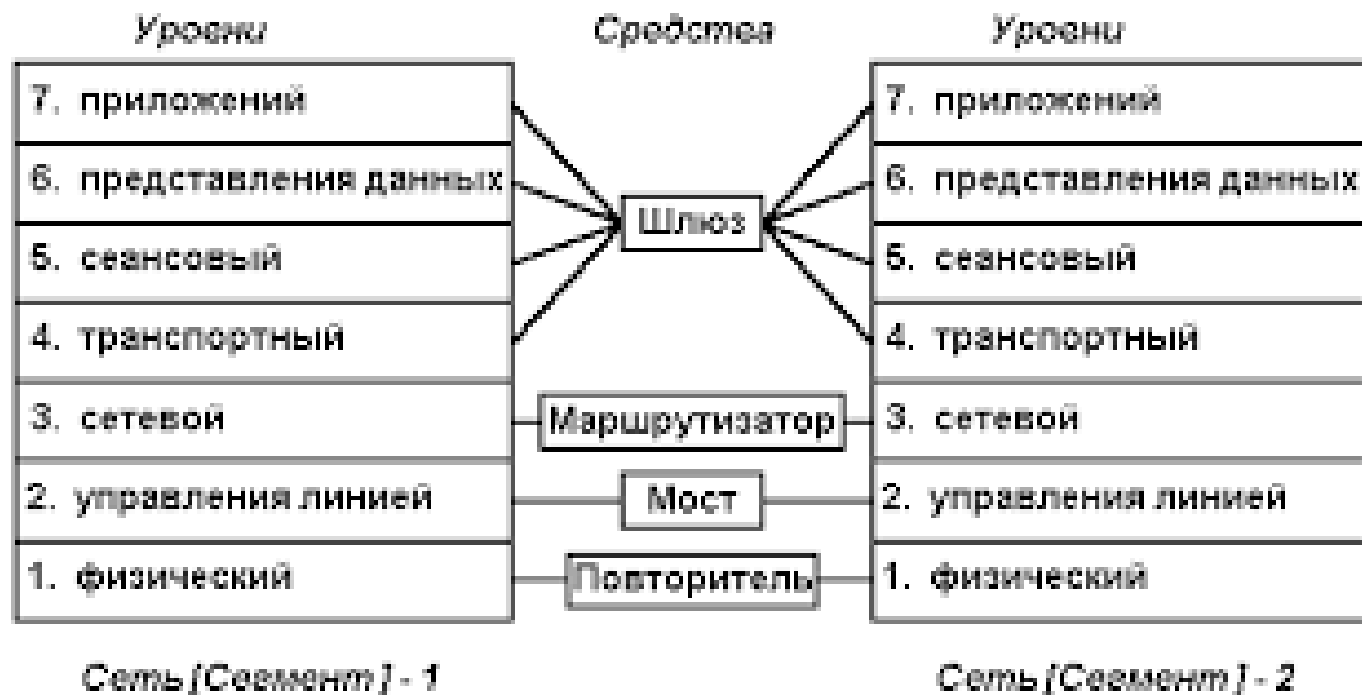 Уровни Средства Уровни
7. приложений 7. приложений
6. представления данных 6. представления данных
Шлюз
5. сеансовый 5. сеансовый
4. транспортный 4. транспортный
3. сетевой Маршрутизатор 3. сетевой
2. управления линией Мост 2. управления линией
1. физический Повторитель 1. физический
Сеть [Сегмент] - 1 Сеть [Сегмент] - 2